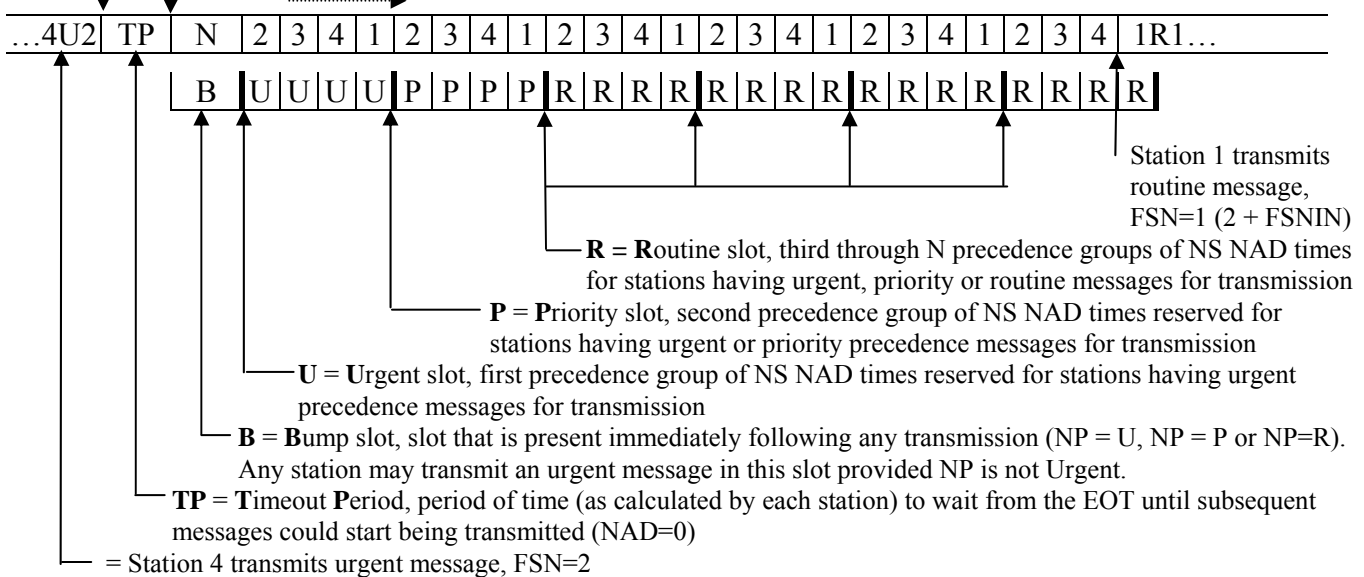 …4U2 TP N 2 3 4 1 2 3 4 1 2 3 4 1 2 3 4 1 2 3 4 1 2 3 4 1R1…
B U U U U P P P P R R R R R R R R R R R R R R R R
Station 1 transmits
routine message,
FSN=1 (2 + FSNIN)
R = Routine slot, third through N precedence groups of NS NAD times
for stations having urgent, priority or routine messages for transmission
P = Priority slot, second precedence group of NS NAD times reserved for
stations having urgent or priority precedence messages for transmission
U = Urgent slot, first precedence group of NS NAD times reserved for stations having urgent
precedence messages for transmission
B = Bump slot, slot that is present immediately following any transmission (NP = U, NP = P or NP=R).
Any station may transmit an urgent message in this slot provided NP is not Urgent.
TP = Timeout Period, period of time (as calculated by each station) to wait from the EOT until subsequent
messages could start being transmitted (NAD=0)
= Station 4 transmits urgent message, FSN=2